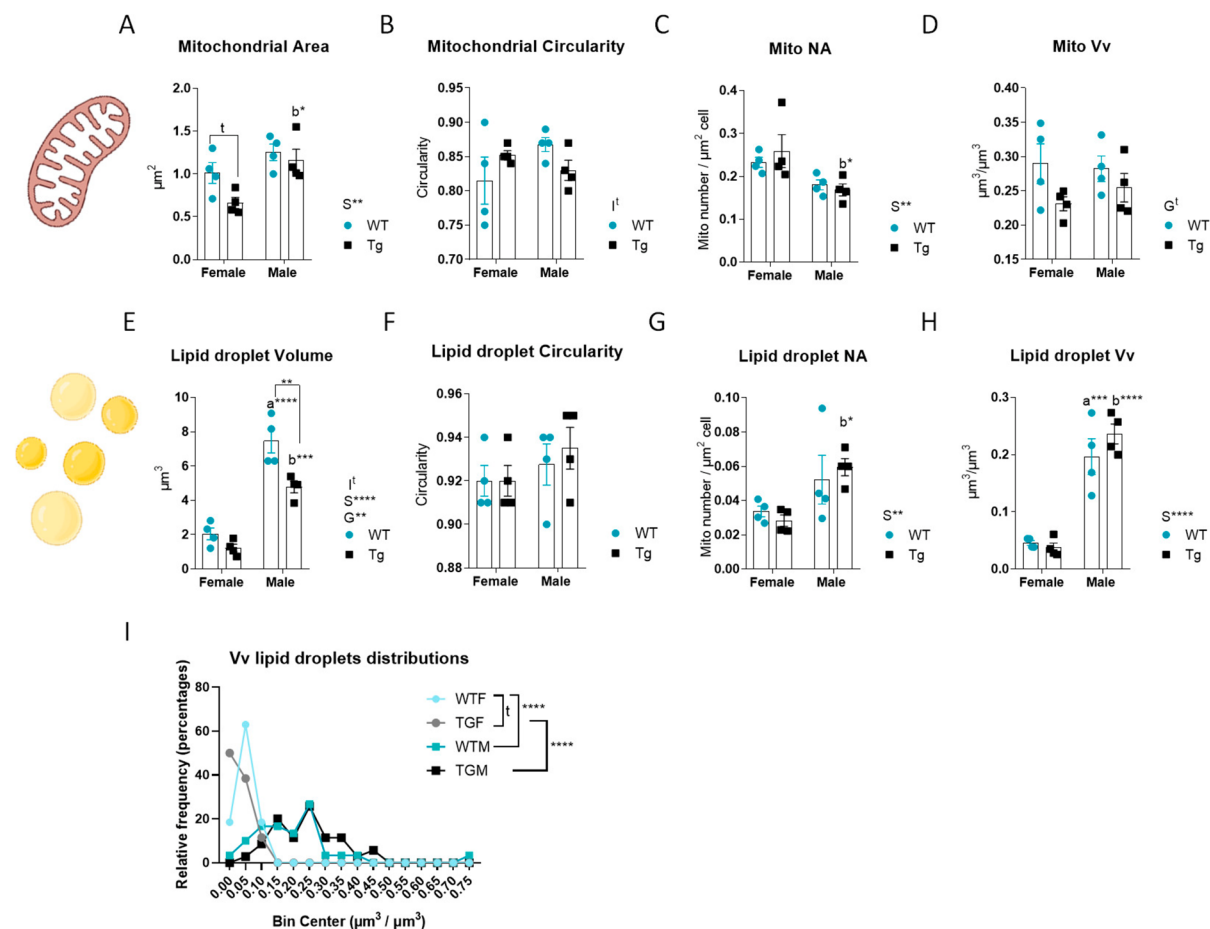 A
Mitochondrial Area
2.0
1.5
1.0
0.5
0.0
µm²
t
b*
S**
WT
Tg
Female
Male
B
Mitochondrial Circularity
0.90
0.85
0.80
0.75
0.70
0.95
Circularity
Iᵗ
WT
Tg
Female
Male
C
Mito NA
0.4
0.3
0.2
0.1
0.0
Mito number / µm² cell
b*
S**
WT
Tg
Female
Male
D
Mito Vv
0.40
0.35
0.30
0.25
0.20
0.15
µm³/µm³
Gᵗ
WT
Tg
Female
Male
E
Lipid droplet Volume
10
8
6
4
2
0
µm³
**
a****
b***
Iᵗ
S****
G**
WT
Tg
Female
Male
F
Lipid droplet Circularity
0.96
0.94
0.92
0.90
0.88
Circularity
WT
Tg
Female
Male
G
Lipid droplet NA
0.10
0.08
0.06
0.04
0.02
0.00
Mito number / µm² cell
b*
S**
WT
Tg
Female
Male
H
Lipid droplet Vv
0.3
0.2
0.1
0.0
µm³/µm³
a*** b****
S****
WT
Tg
Female
Male
I
Vv lipid droplets distributions
80
60
40
20
0
Relative frequency (percentages)
WTF
TGF
WTM
TGM
t
****
****
0.00 0.05 0.10 0.15 0.20 0.25 0.30 0.35 0.40 0.45 0.50 0.55 0.60 0.65 0.70 0.75
Bin Center (µm³ / µm³)